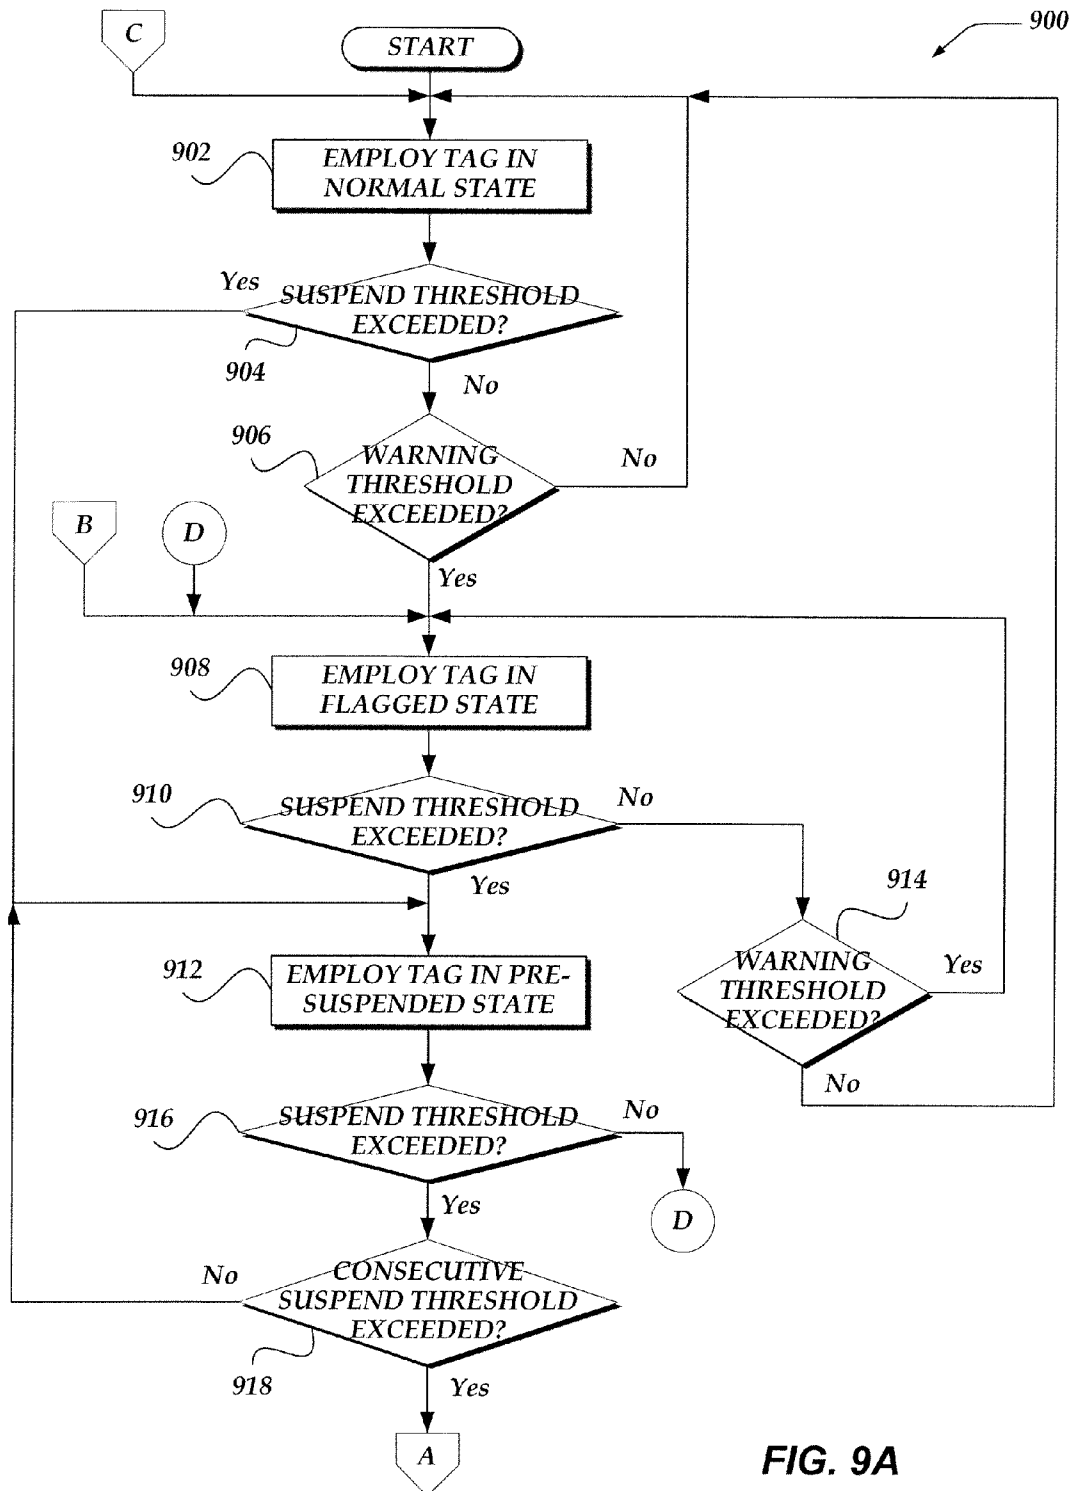 C
START
900
902
EMPLOY TAG IN
NORMAL STATE
Yes
SUSPEND THRESHOLD
EXCEEDED?
904
No
906
WARNING
THRESHOLD
EXCEEDED?
No
B
D
Yes
908
EMPLOY TAG IN
FLAGGED STATE
910
SUSPEND THRESHOLD
EXCEEDED?
No
Yes
914
912
EMPLOY TAG IN PRE-
SUSPENDED STATE
WARNING
THRESHOLD
EXCEEDED?
Yes
No
916
SUSPEND THRESHOLD
EXCEEDED?
No
D
Yes
No
CONSECUTIVE
SUSPEND THRESHOLD
EXCEEDED?
918
Yes
A
FIG. 9A